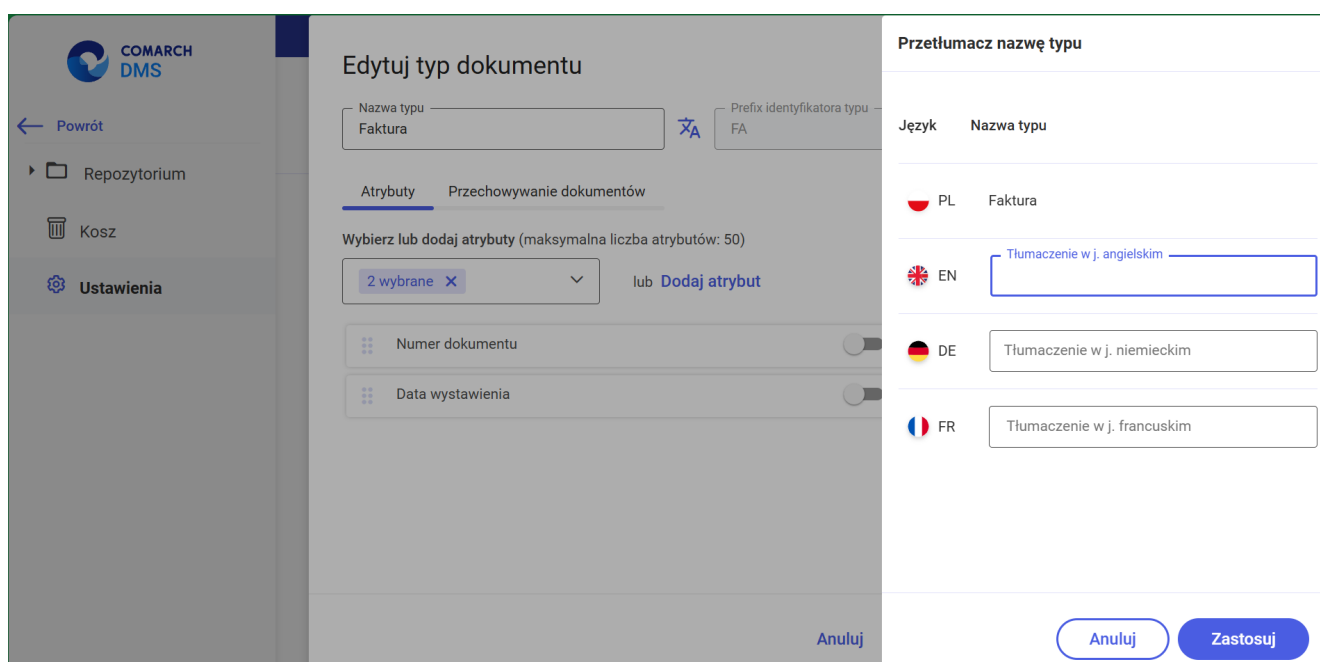 COMARCH
DMS
Powrót
Repozytorium
Kosz
Ustawienia
Edytuj typ dokumentu
Nazwa typu
Faktura
Prefix identyfikatora typu
FA
Atrybuty
Przechowywanie dokumentów
Wybierz lub dodaj atrybuty (maksymalna liczba atrybutów: 50)
2 wybrane
lub Dodaj atrybut
Numer dokumentu
Data wystawienia
Anuluj
Przetłumacz nazwę typu
Język Nazwa typu
PL Faktura
Tłumaczenie w j. angielskim
EN
DE Tłumaczenie w j. niemieckim
FR Tłumaczenie w j. francuskim
Anuluj Zastosuj